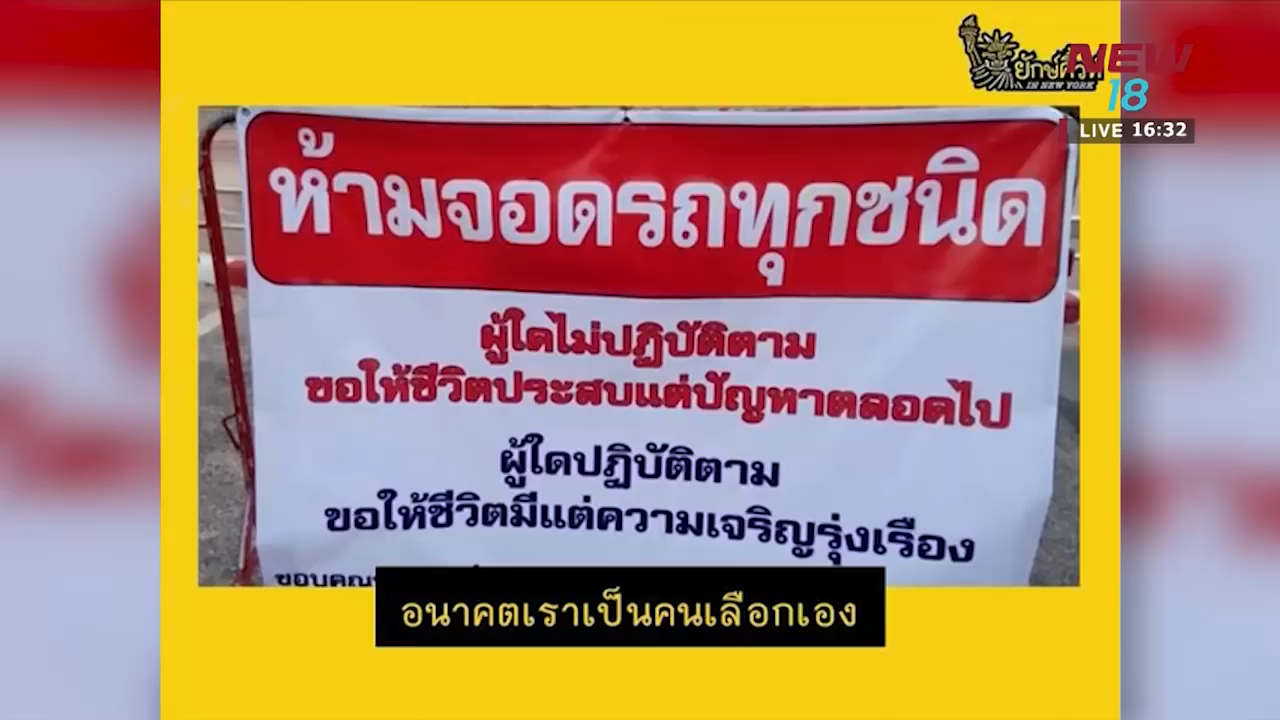 IN NEW YORK
NEW
18
LIVE 16:32
ห้ามจอดรถทุกชนิด
ผู้ใดไม่ปฏิบัติตาม
ขอให้ชีวิตประสบแต่ปัญหาตลอดไป
ผู้ใดปฏิบัติตาม
ขอให้ชีวิตมีแต่ความเจริญรุ่งเรือง
อนาคตเราเป็นคนเลือกเอง